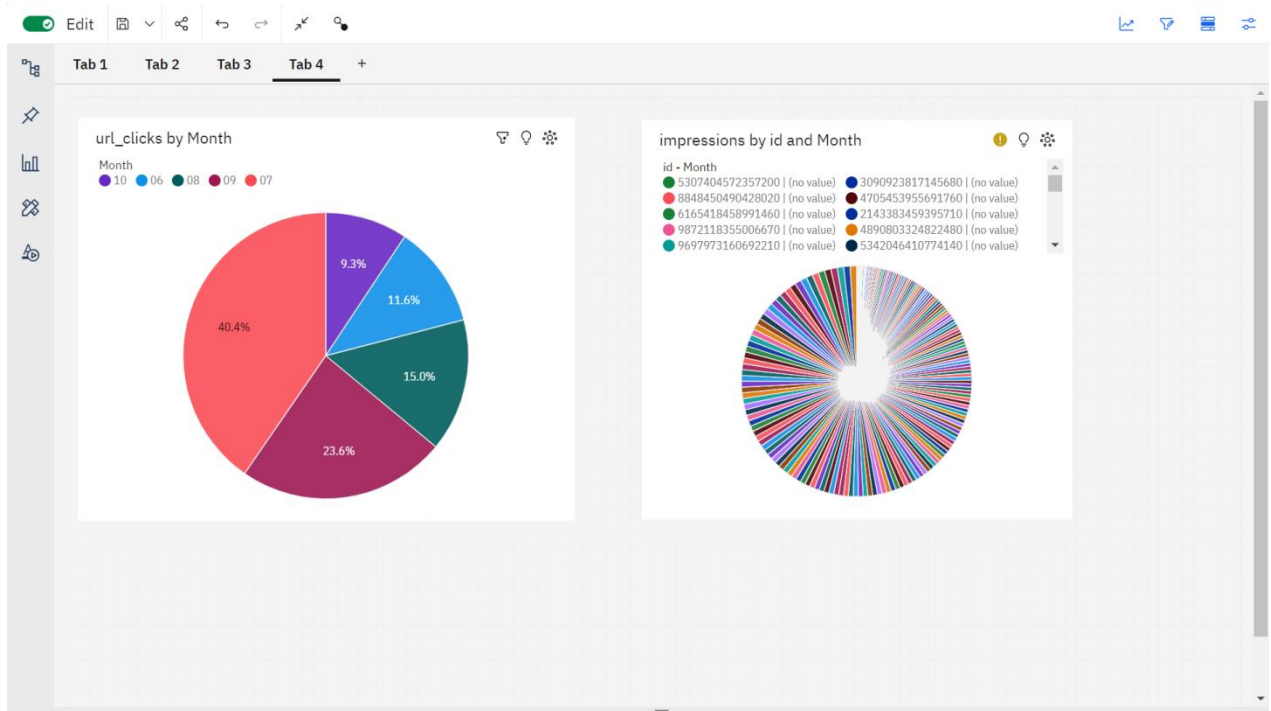 Edit
Tab 1 Tab 2 Tab 3 Tab 4 +
url_clicks by Month
Month
10 06 08 09 07
9.3%
11.6%
40.4%
15.0%
23.6%
impressions by id and Month
id - Month
5307404572357200 | (no value) 3090923817145680 | (no value)
8848450490428020 | (no value) 4705453955691760 | (no value)
6165418458991460 | (no value) 2143383459395710 | (no value)
9872118355006670 | (no value) 4890803324822480 | (no value)
9697973160692210 | (no value) 5342046410774140 | (no value)